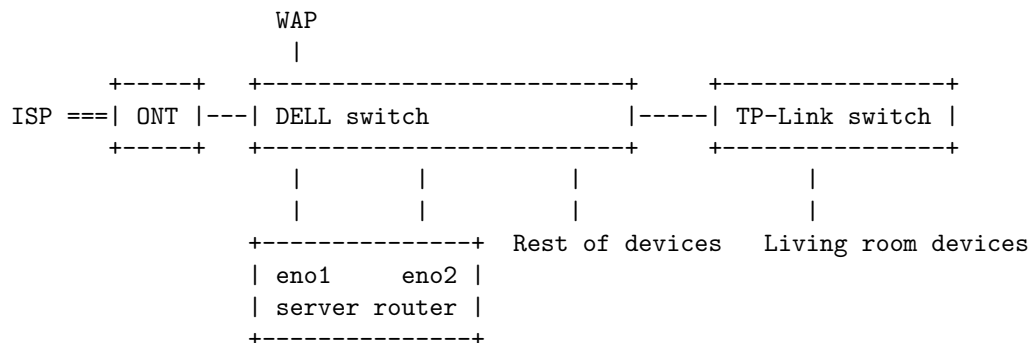 WAP
|
+-----+ +--------------------------+ +----------------+
ISP ===| ONT |---| DELL switch |-----| TP-Link switch |
+-----+ +--------------------------+ +----------------+
| | | |
| | | |
+---------------+ Rest of devices Living room devices
| eno1 eno2 |
| server router |
+---------------+